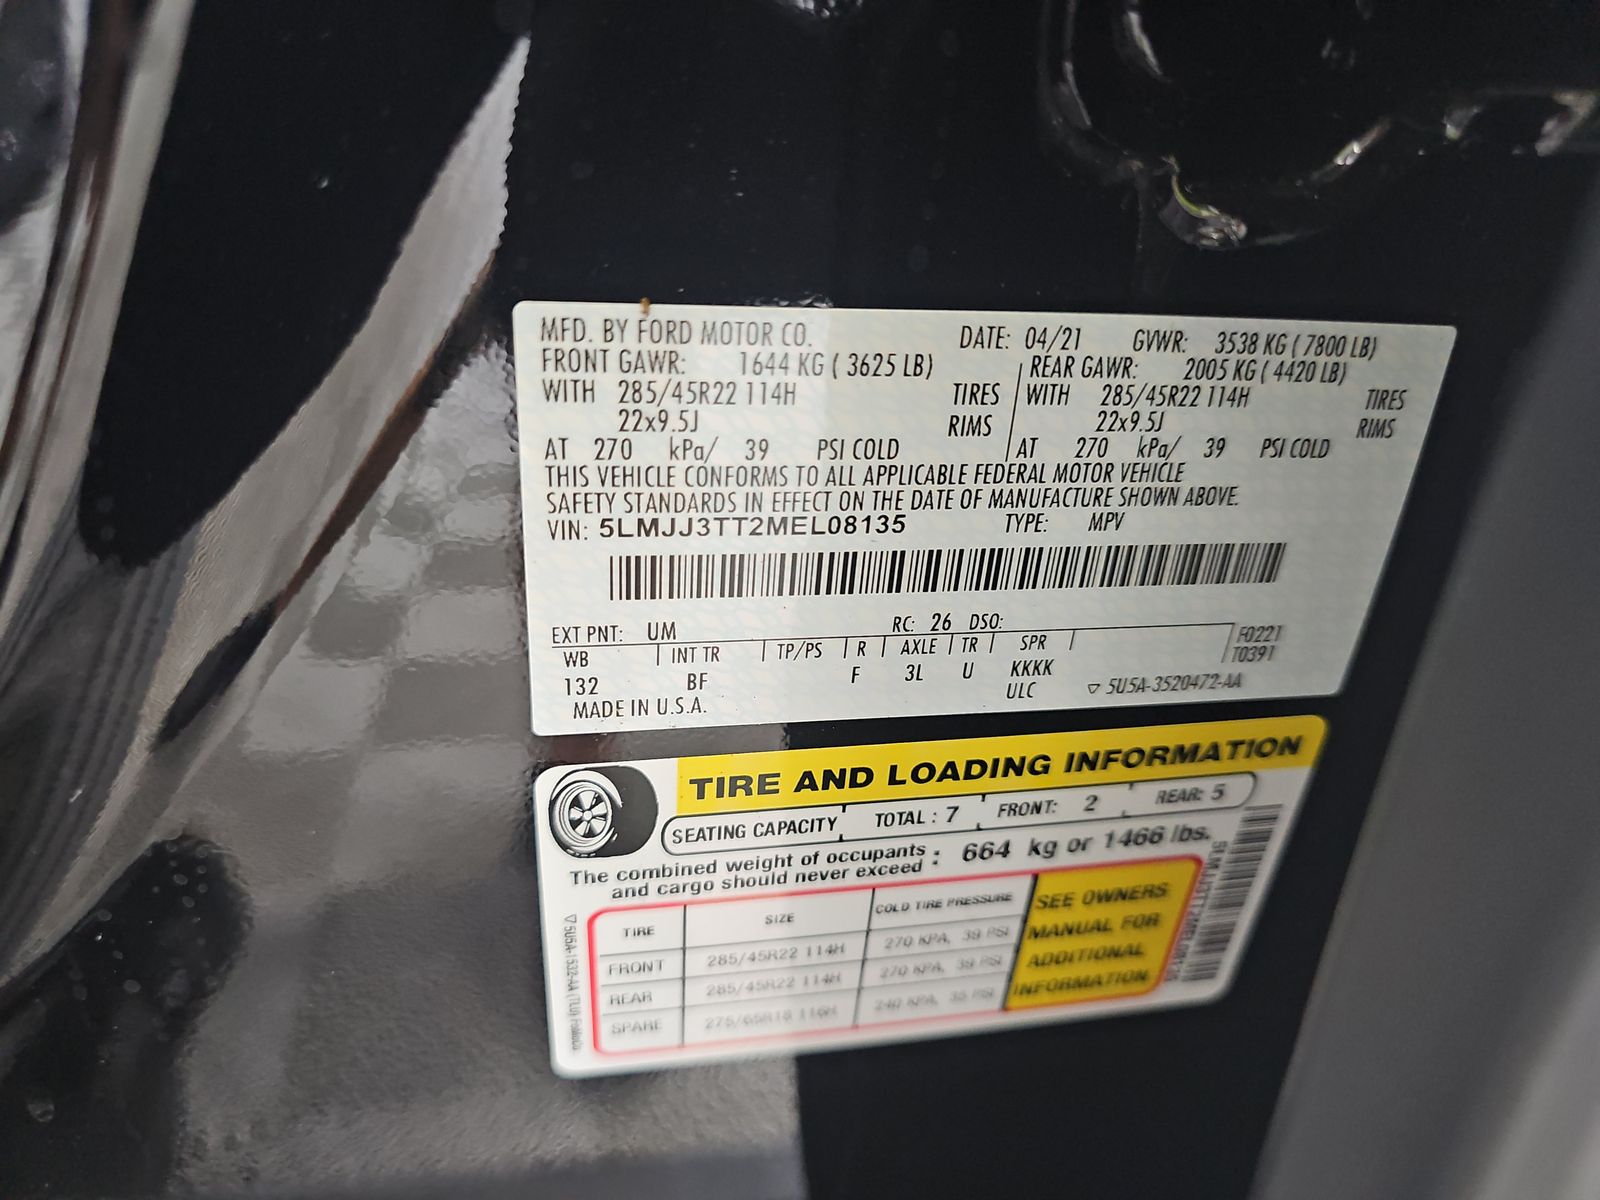 MFD. BY FORD MOTOR CO. DATE: 04/21 GVWR: 3538 KG ( 7800 LB)
FRONT GAWR: 1644 KG ( 3625 LB) REAR GAWR: 2005 KG ( 4420 LB)
WITH 285/45R22 114H TIRES WITH 285/45R22 114H TIRES
22x9.5J RIMS 22x9.5J RIMS
AT 270 kPa/ 39 PSI COLD AT 270 kPa/ 39 PSI COLD
THIS VEHICLE CONFORMS TO ALL APPLICABLE FEDERAL MOTOR VEHICLE
SAFETY STANDARDS IN EFFECT ON THE DATE OF MANUFACTURE SHOWN ABOVE.
VIN: 5LMJJ3TT2MEL08135 TYPE: MPV
EXT PNT: UM RC: 26 DSO:
WB INT TR TP/PS R AXLE TR SPR
F0221
T0391
132 BF F 3L U KKKK
ULC
MADE IN U.S.A. 5U5A-3520472-AA
TIRE AND LOADING INFORMATION
SEATING CAPACITY TOTAL : 7 FRONT: 2 REAR: 5
The combined weight of occupants and cargo should never exceed : 664 kg or 1466 lbs.
TIRE SIZE COLD TIRE PRESSURE
FRONT 285/45R22 114H 270 KPA, 39 PSI
REAR 285/45R22 114H 270 KPA, 39 PSI
SPARE 275/65R18 116H 240 KPA, 35 PSI
SEE OWNERS
MANUAL FOR
ADDITIONAL
INFORMATION